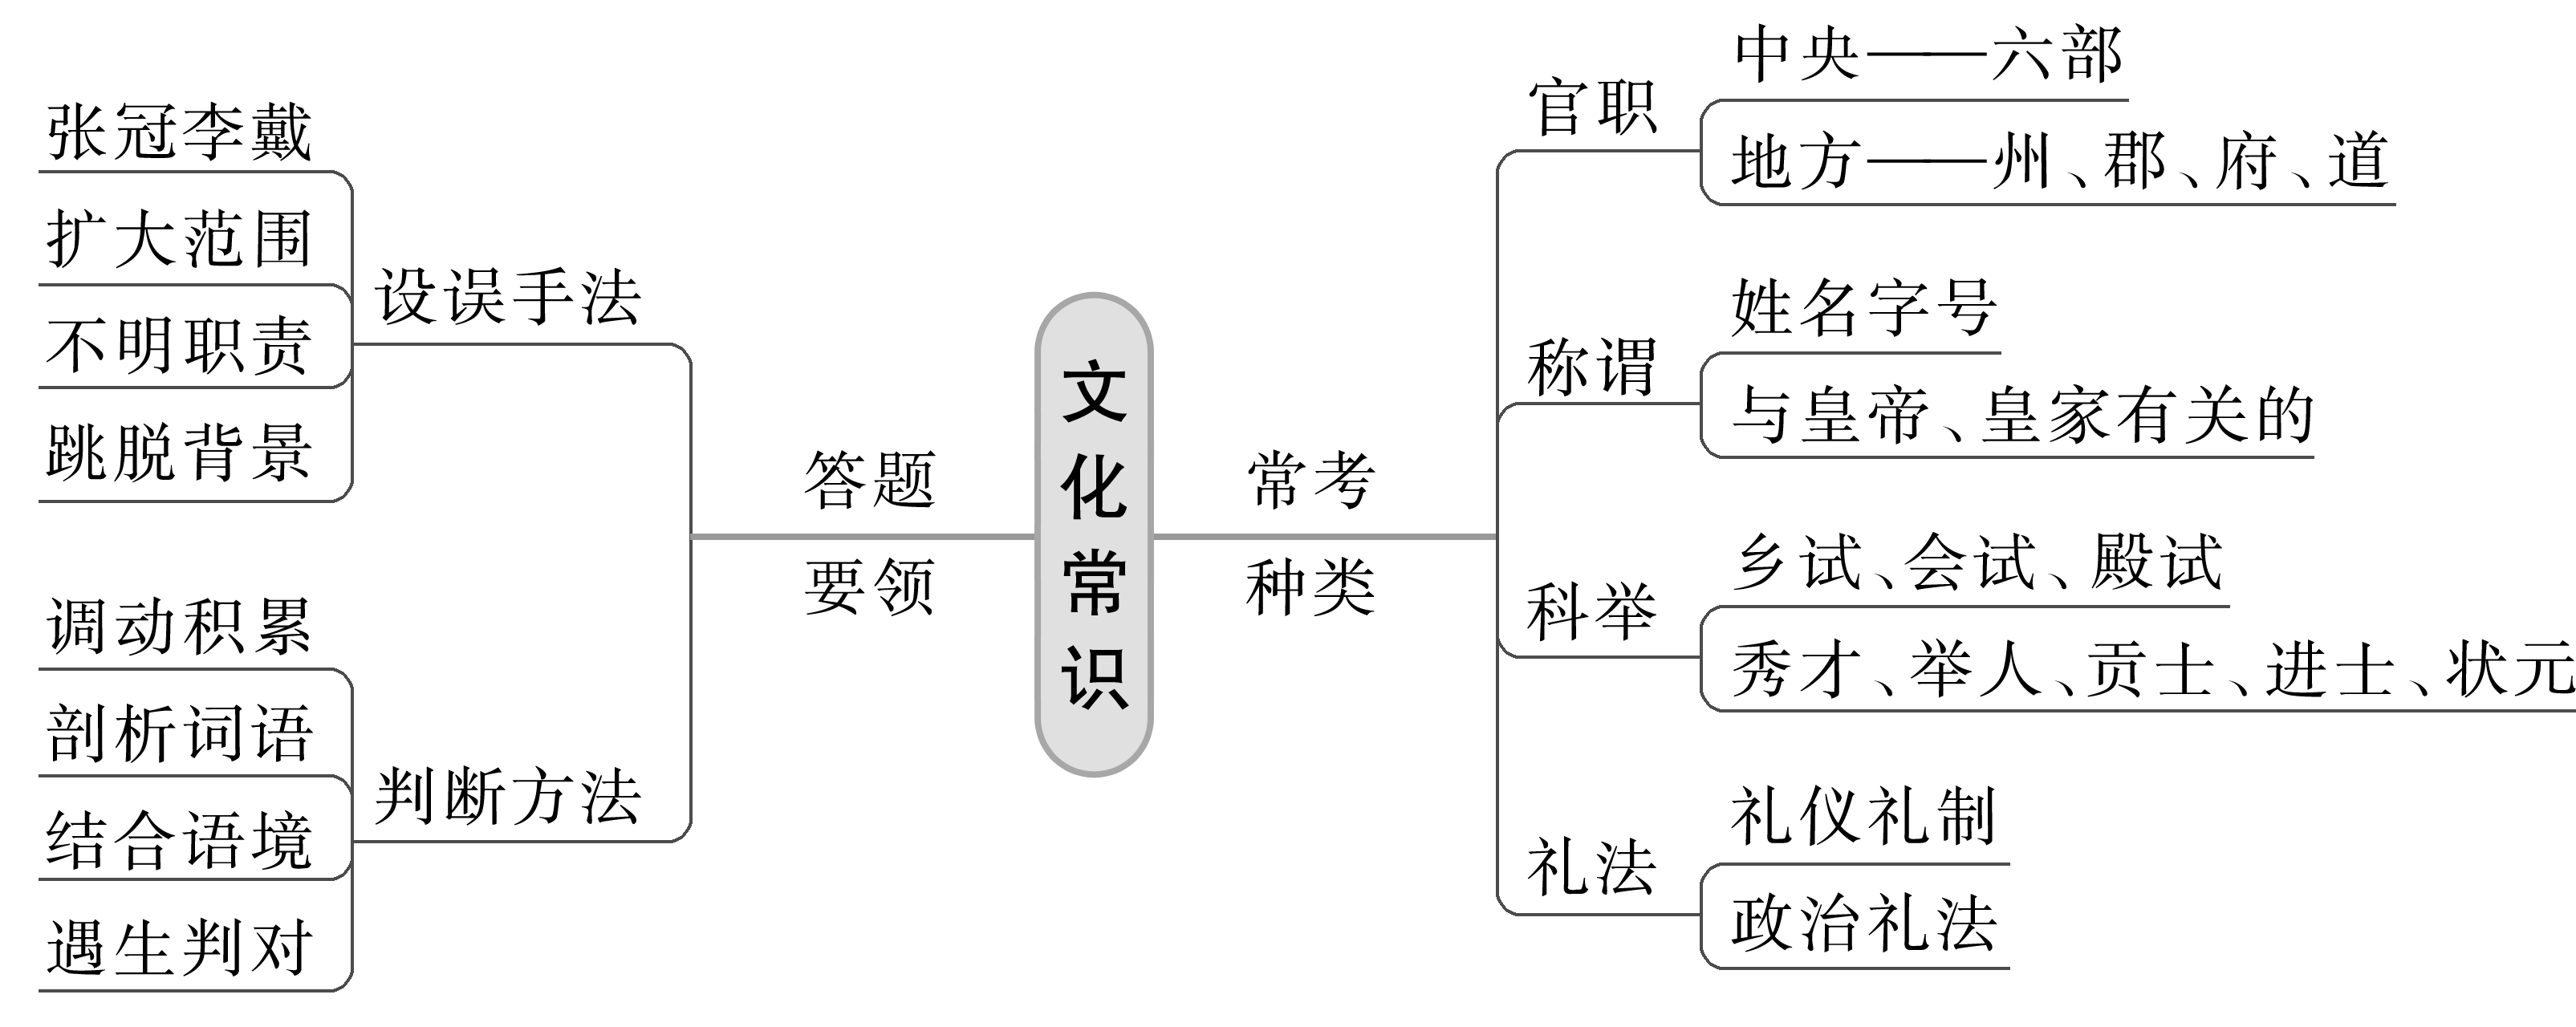 文化常识
答题
要领
设误手法
张冠李戴
扩大范围
不明职责
跳脱背景
判断方法
调动积累
剖析词语
结合语境
遇生判对
常考
种类
官职
中央——六部
地方——州、郡、府、道
称谓
姓名字号
与皇帝、皇家有关的
科举
乡试、会试、殿试
秀才、举人、贡士、进士、状元
礼法
礼仪礼制
政治礼法